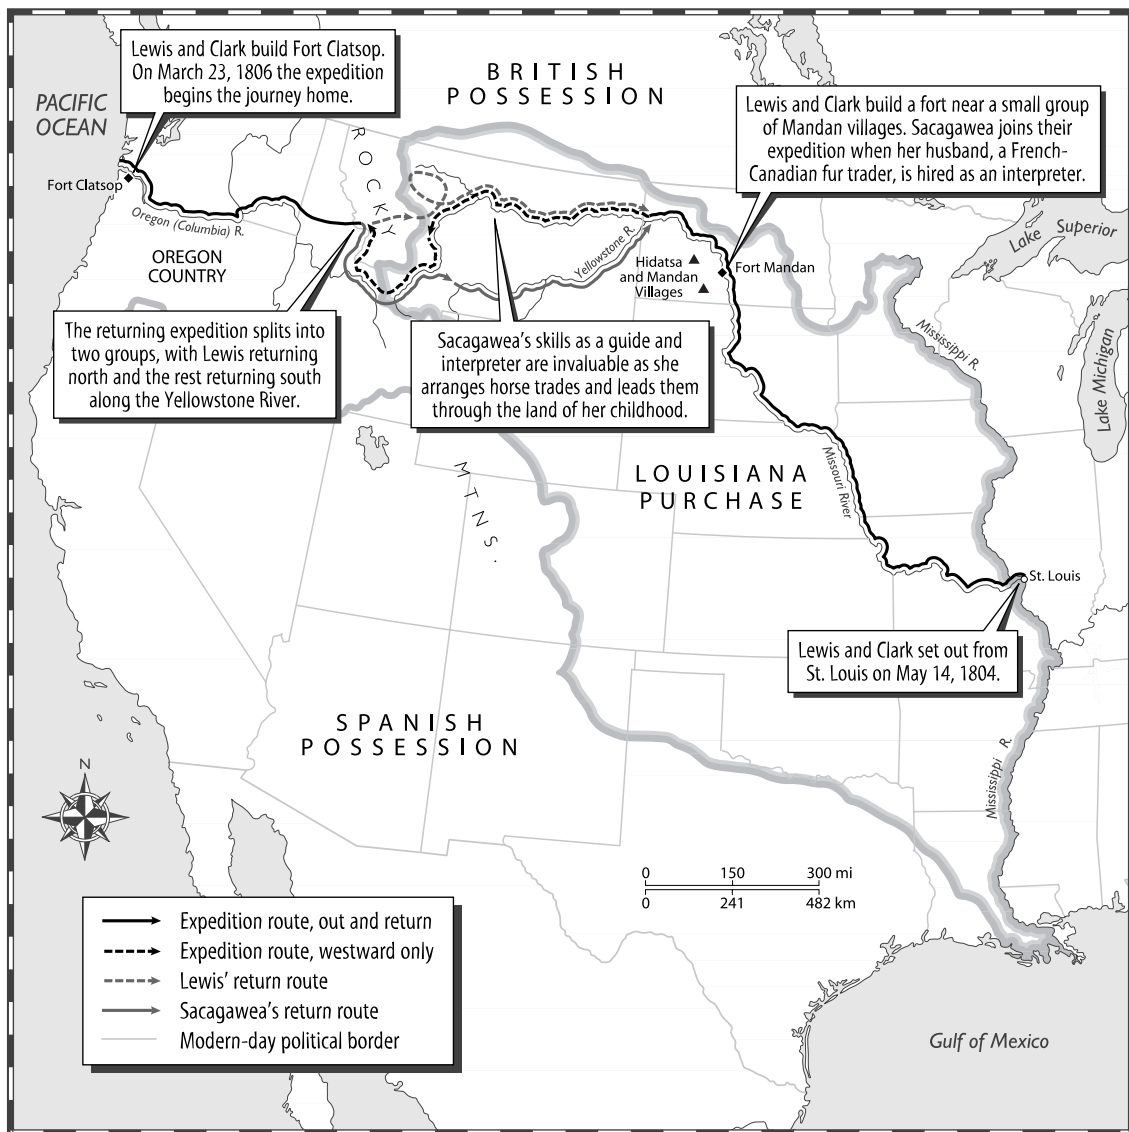 Lewis and Clark build Fort Clatsop.
On March 23, 1806 the expedition
begins the journey home.
BRITISH
POSSESSION
PACIFIC
OCEAN
Lewis and Clark build a fort near a small group
of Mandan villages. Sacagawea joins their
expedition when her husband, a French-
Canadian fur trader, is hired as an interpreter.
ROCKY
Fort Clatsop
Oregon (Columbia) R.
OREGON
COUNTRY
Yellowstone R.
Hidatsa
and Mandan
Villages
Fort Mandan
Lake Superior
The returning expedition splits into
two groups, with Lewis returning
north and the rest returning south
along the Yellowstone River.
Sacagawea's skills as a guide and
interpreter are invaluable as she
arranges horse trades and leads them
through the land of her childhood.
Mississippi R.
Lake Michigan
MTNS.
LOUISIANA
PURCHASE
Missouri River
St. Louis
Lewis and Clark set out from
St. Louis on May 14, 1804.
SPANISH
POSSESSION
Mississippi R.
N
0 150 300 mi
0 241 482 km
Expedition route, out and return
Expedition route, westward only
Lewis' return route
Sacagawea's return route
Modern-day political border
Gulf of Mexico